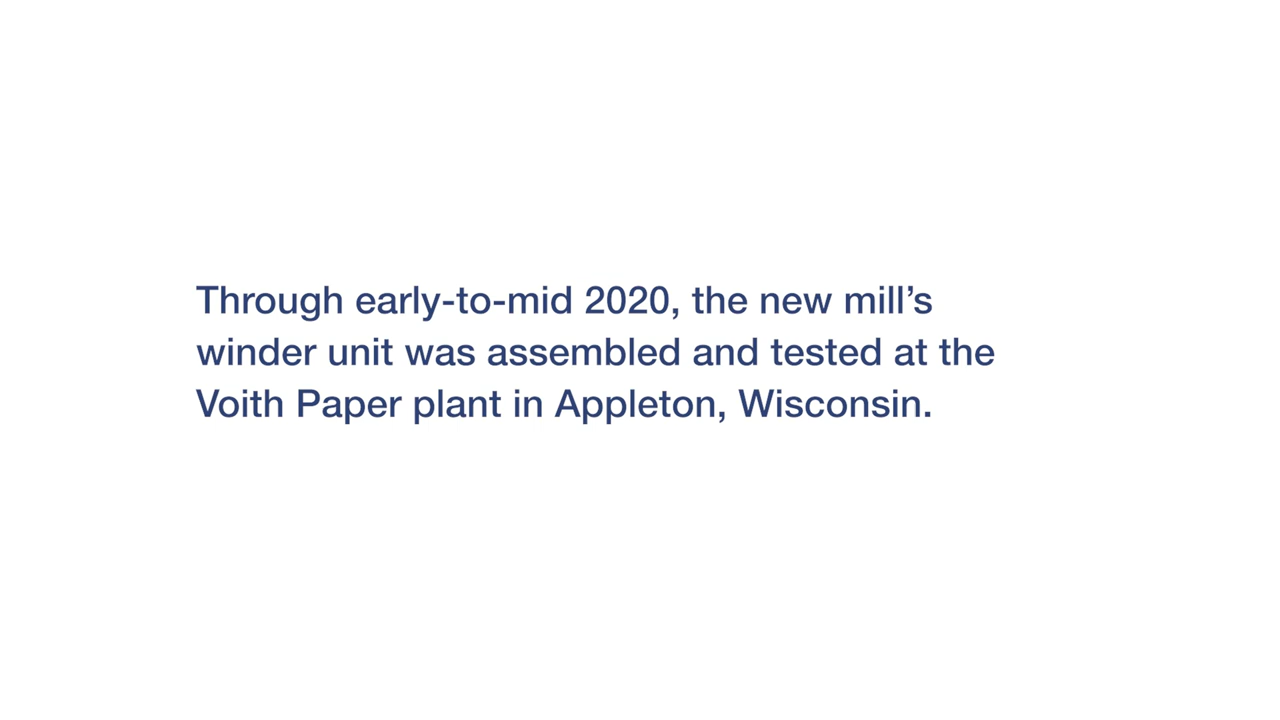 Through early-to-mid 2020, the new mill’s
winder unit was assembled and tested at the
Voith Paper plant in Appleton, Wisconsin.